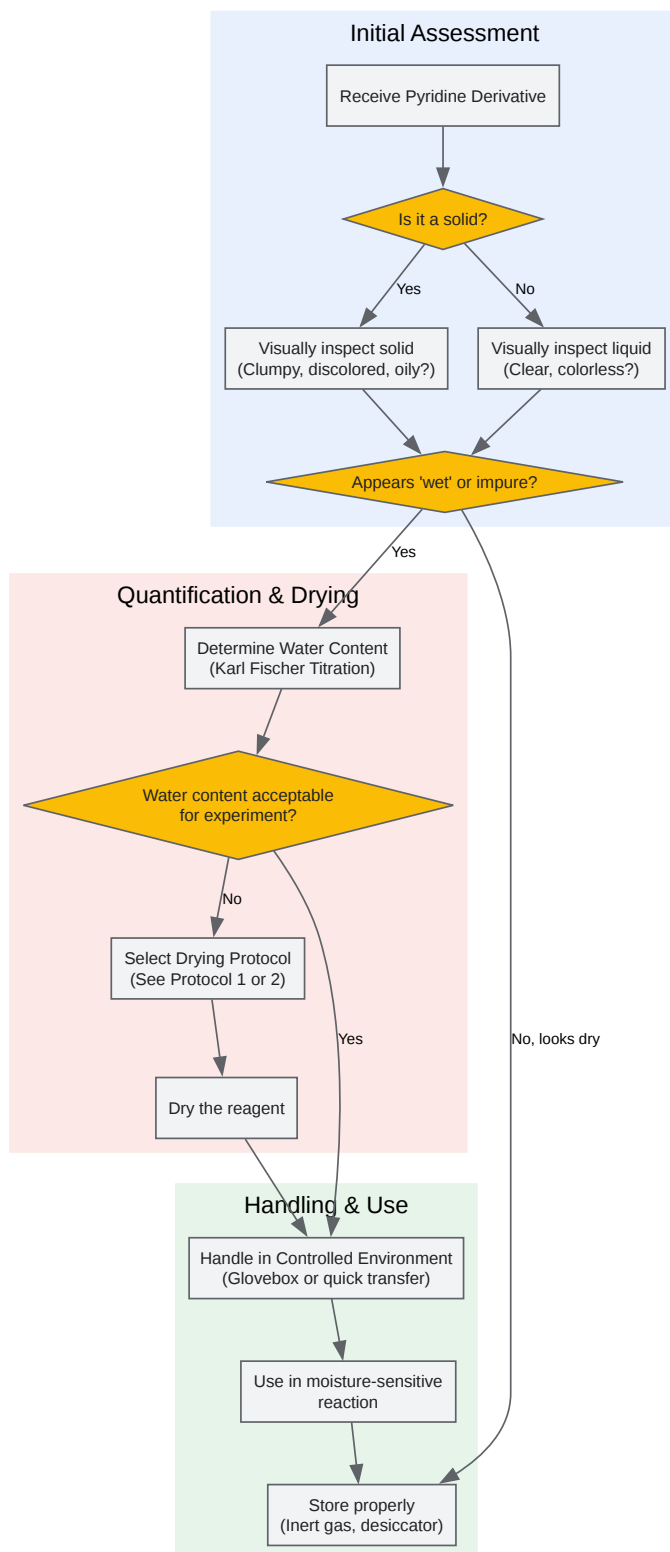 Initial Assessment
Receive Pyridine Derivative
Is it a solid?
Yes
No
Visually inspect solid
(Clumpy, discolored, oily?)
Visually inspect liquid
(Clear, colorless?)
Appears 'wet' or impure?
Yes
Quantification & Drying
Determine Water Content
(Karl Fischer Titration)
Water content acceptable
for experiment?
No
Select Drying Protocol
(See Protocol 1 or 2)
Yes
No, looks dry
Dry the reagent
Handling & Use
Handle in Controlled Environment
(Glovebox or quick transfer)
Use in moisture-sensitive
reaction
Store properly
(Inert gas, desiccator)